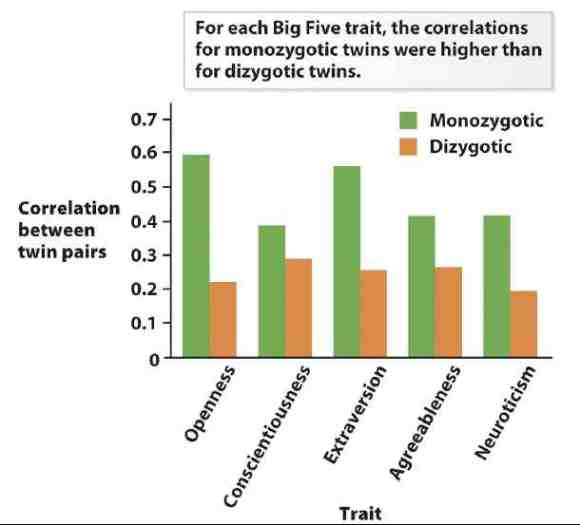 For each Big Five trait, the correlations
for monozygotic twins were higher than
for dizygotic twins.
Monozygotic
Dizygotic
Correlation
between
twin pairs
0.7
0.6
0.5
0.4
0.3
0.2
0.1
0
Openness
Conscientiousness
Extraversion
Agreeableness
Neuroticism
Trait